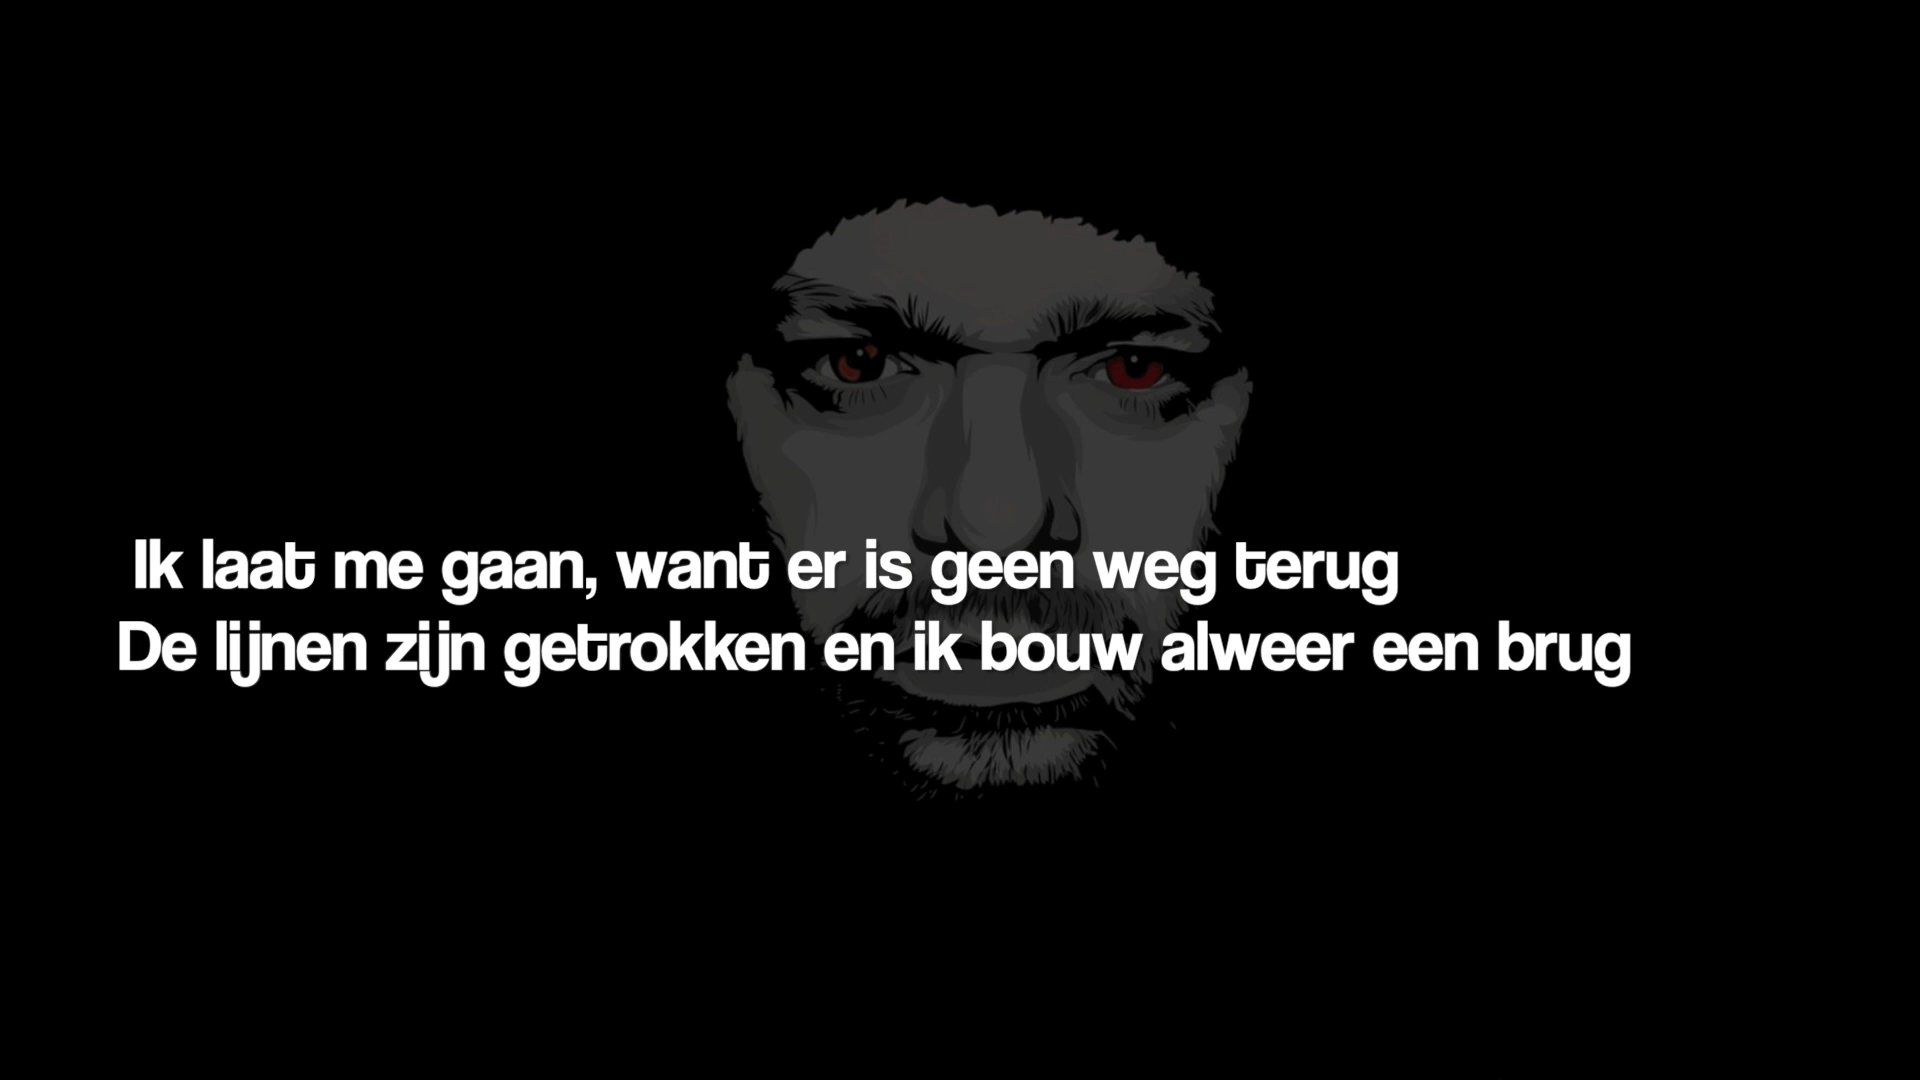 Ik laat me gaan, want er is geen weg terug
De lijnen zijn getrokken en ik bouw alweer een brug